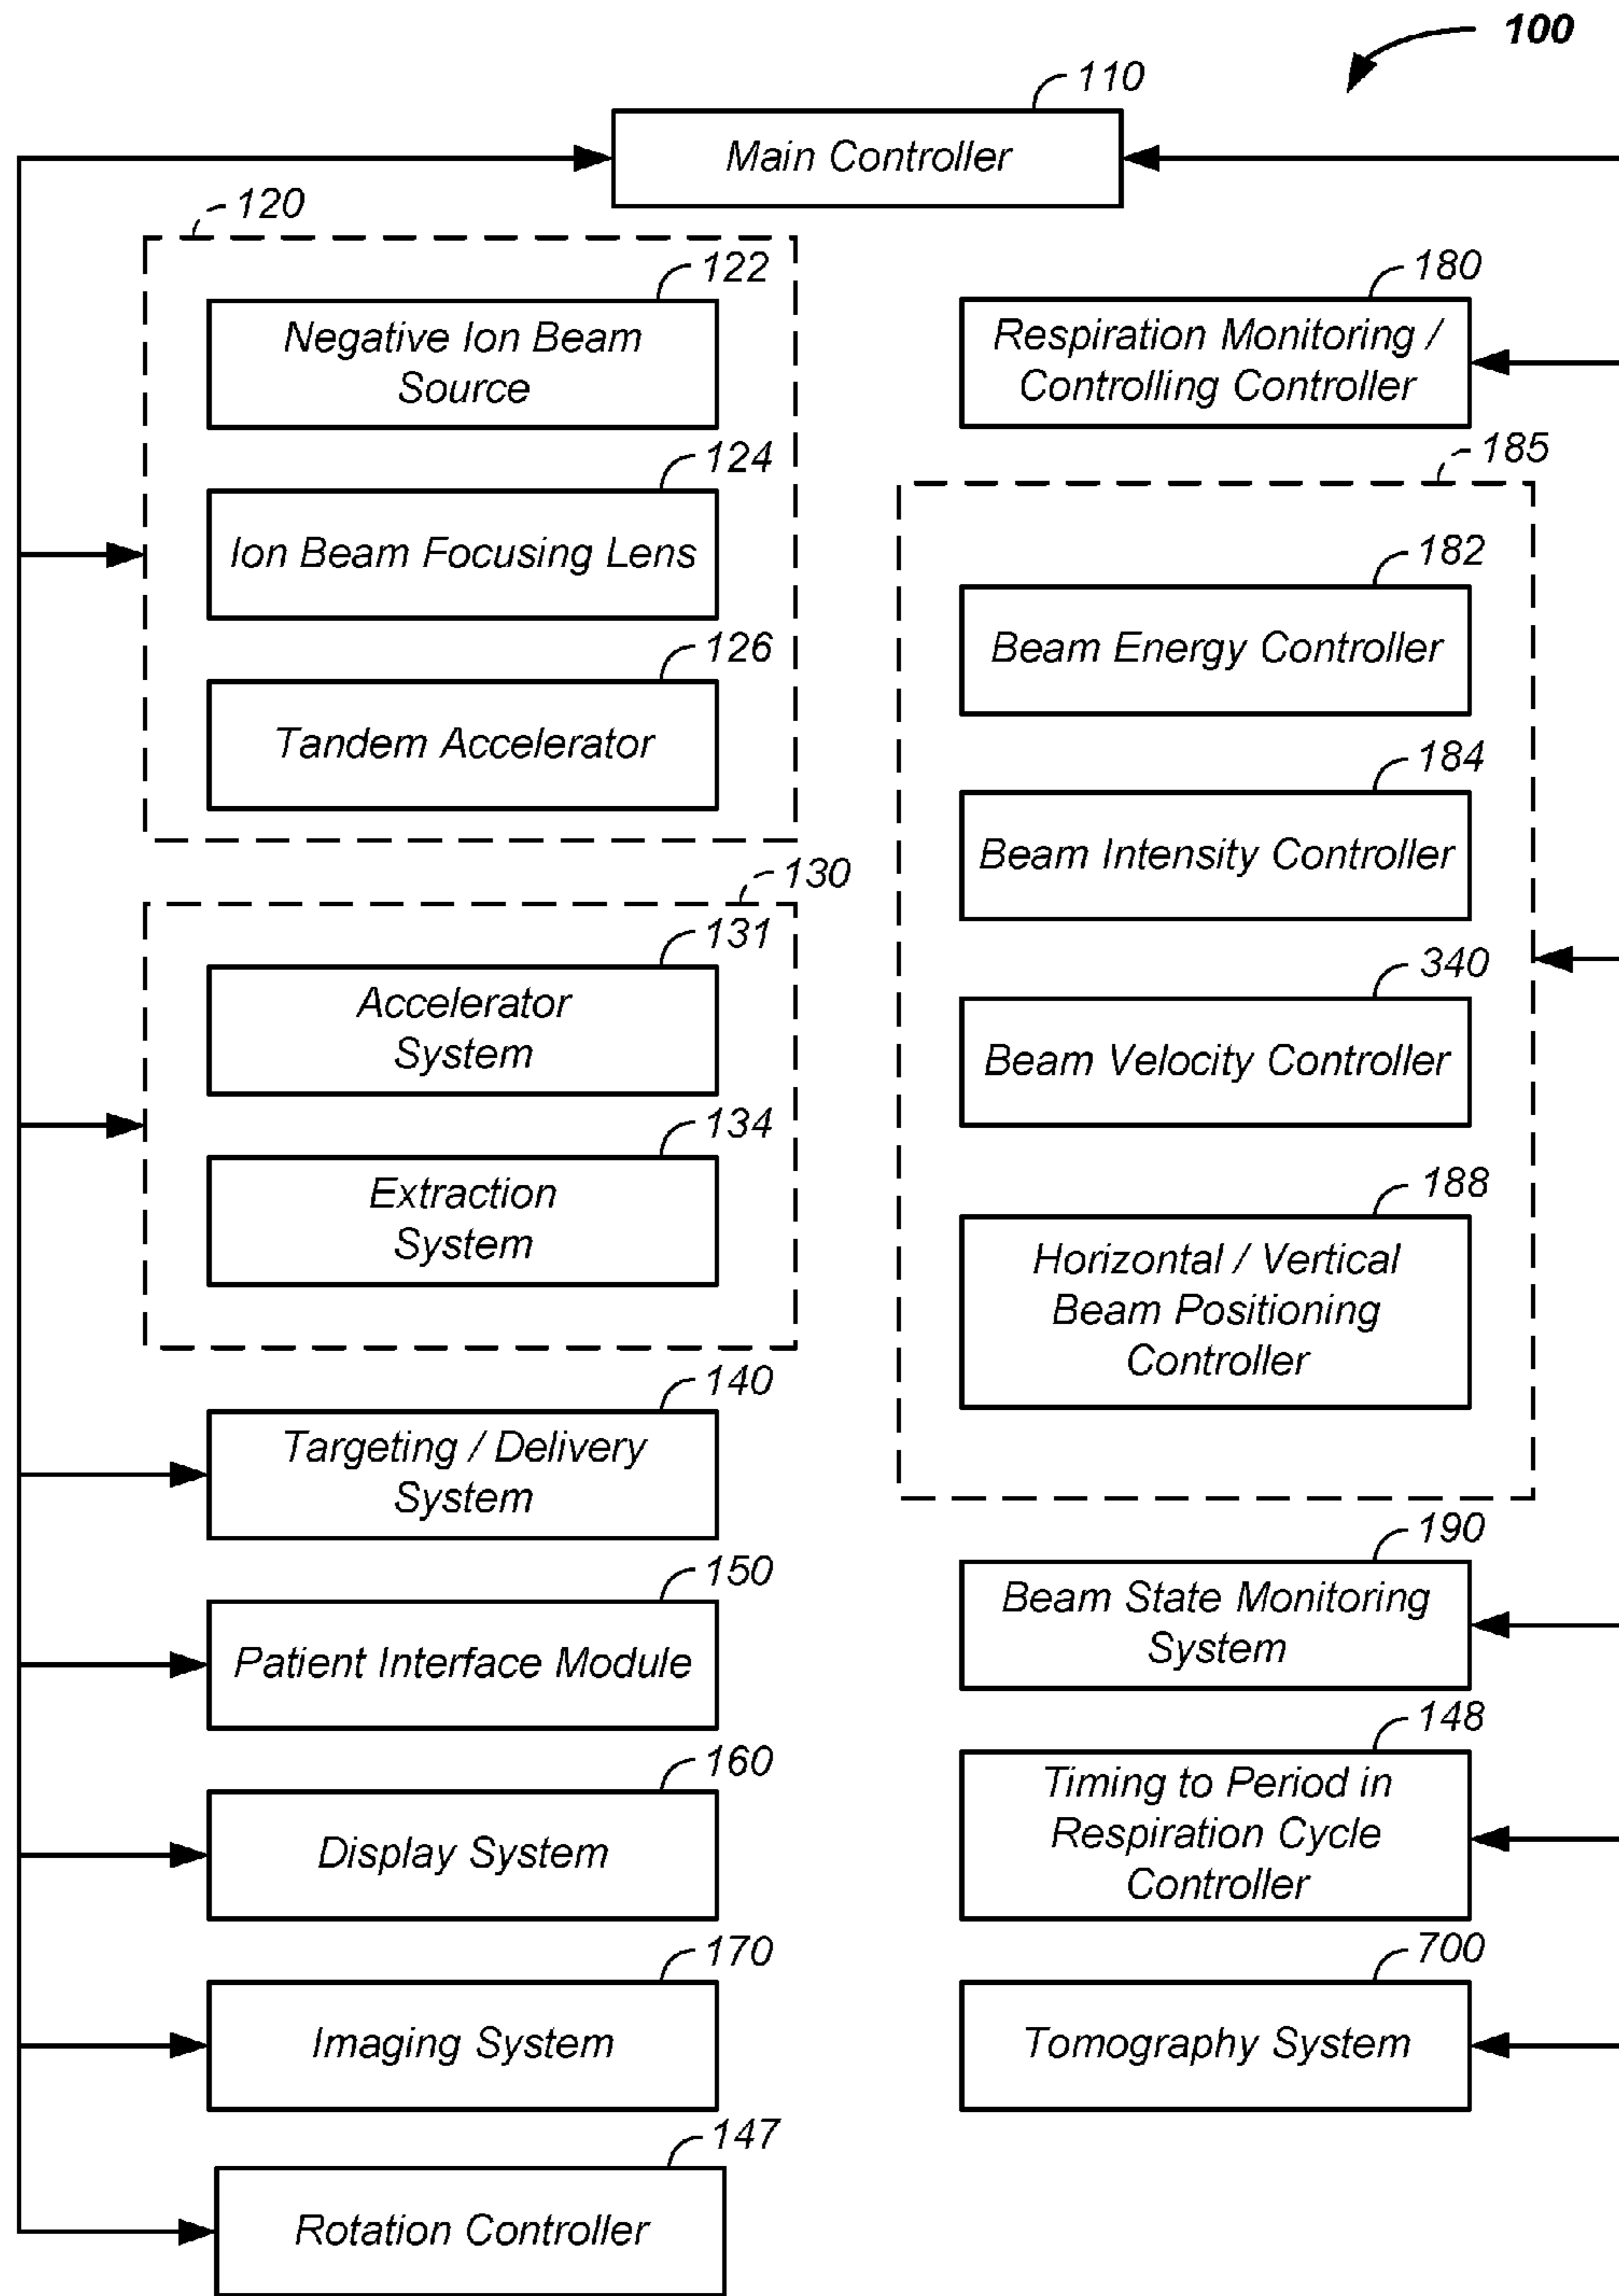 100
110
Main Controller
120
122
Negative Ion Beam
Source
124
Ion Beam Focusing Lens
126
Tandem Accelerator
130
131
Accelerator
System
134
Extraction
System
140
Targeting / Delivery
System
150
Patient Interface Module
160
Display System
170
Imaging System
147
Rotation Controller
180
Respiration Monitoring /
Controlling Controller
185
182
Beam Energy Controller
184
Beam Intensity Controller
340
Beam Velocity Controller
188
Horizontal / Vertical
Beam Positioning
Controller
190
Beam State Monitoring
System
148
Timing to Period in
Respiration Cycle
Controller
700
Tomography System